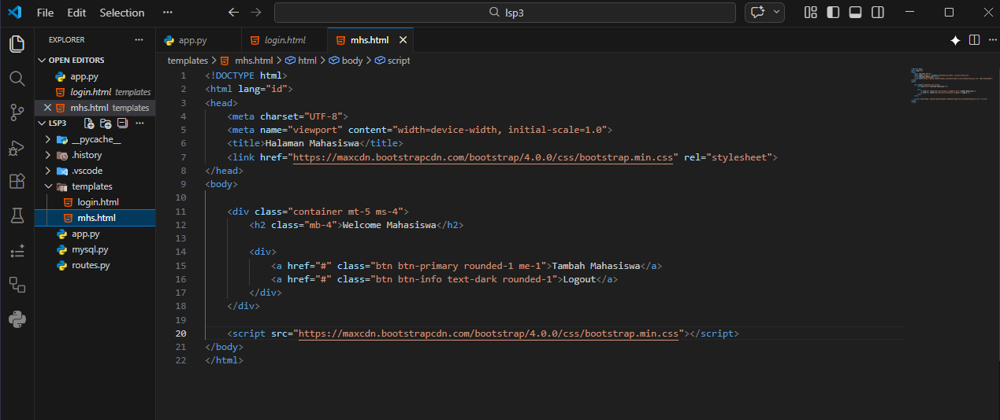 File Edit Selection ··· lsp3
EXPLORER ···
OPEN EDITORS
app.py
login.html templates
mhs.html templates
LSP3 ···
__pycache__
.history
.vscode
templates
login.html
mhs.html
app.py
mysql.py
routes.py
app.py login.html mhs.html ···
templates > mhs.html > html > body > script
1 <!DOCTYPE html>
2 <html lang="id">
3 <head>
4 <meta charset="UTF-8">
5 <meta name="viewport" content="width=device-width, initial-scale=1.0">
6 <title>Halaman Mahasiswa</title>
7 <link href="https://maxcdn.bootstrapcdn.com/bootstrap/4.0.0/css/bootstrap.min.css" rel="stylesheet">
8 </head>
9 <body>
10
11 <div class="container mt-5 ms-4">
12 <h2 class="mb-4">Welcome Mahasiswa</h2>
13
14 <div>
15 <a href="#" class="btn btn-primary rounded-1 me-1">Tambah Mahasiswa</a>
16 <a href="#" class="btn btn-info text-dark rounded-1">Logout</a>
17 </div>
18 </div>
19
20 <script src="https://maxcdn.bootstrapcdn.com/bootstrap/4.0.0/css/bootstrap.min.css"></script>
21 </body>
22 </html>